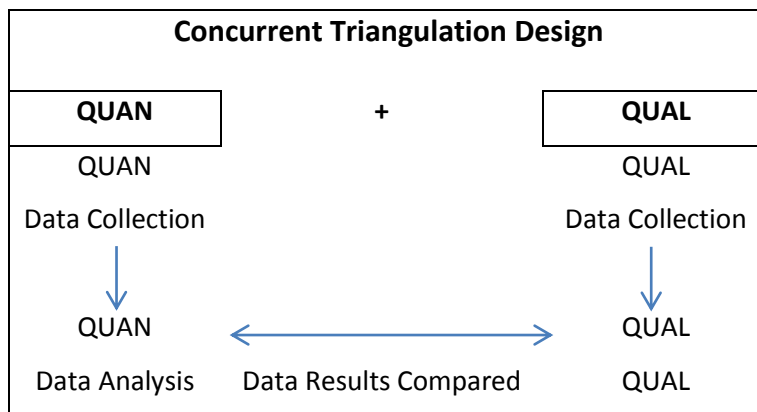 Concurrent Triangulation Design
QUAN + QUAL
QUAN QUAL
Data Collection Data Collection
QUAN QUAL
Data Analysis Data Results Compared QUAL